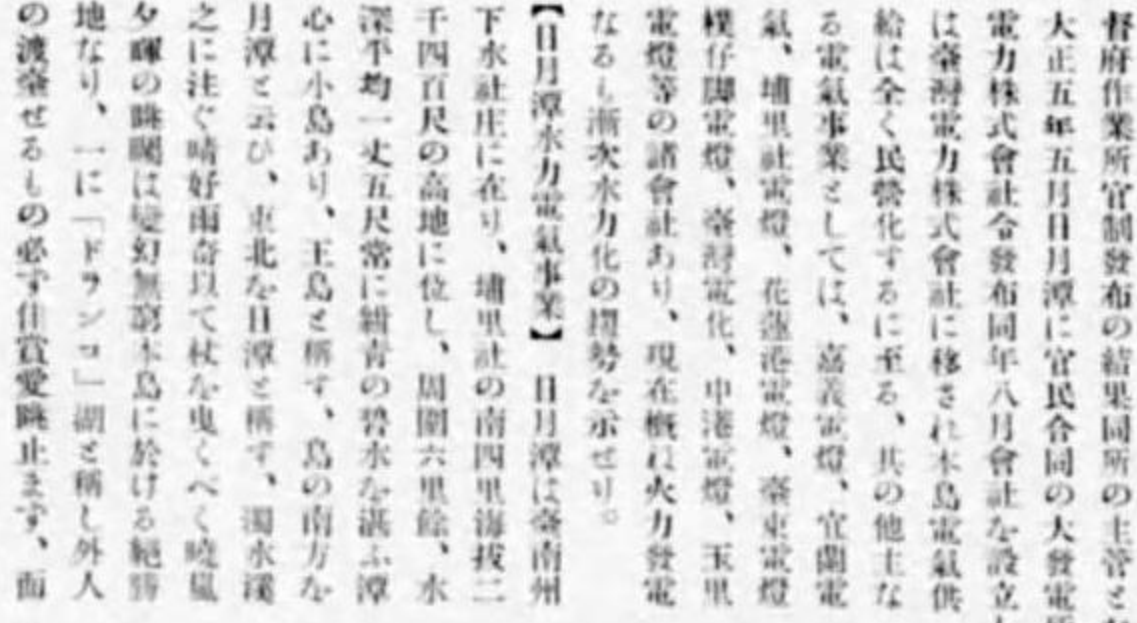 督府作業所官制發布の結果同所の主管と
大正五年五月日月潭に官民合同の大發電
電力株式會社令發布同年八月會社を設立
は臺灣電力株式會社に移され本島電氣供
給は全く民營化するに至る、其の他主な
る電氣事業としては、嘉義電燈、宜蘭電
氣、埔里社電燈、花蓮港電燈、臺東電燈
樸仔脚電燈、臺灣電化、中港電燈、玉里
電燈等の諸會社あり、現在概ね火力發電
なるも漸次水力化の趨勢を示せり。
【日月潭水力電氣事業】 日月潭は臺南州
下水社庄に在り、埔里社の南四里海拔二
千四百尺の高地に位し、周圍六里餘、水
深平均一丈五尺常に紺青の碧水を湛ふ潭
心に小島あり、王島と稱す、島の南方を
月潭と云ひ、東北を日潭と稱す、濁水溪
之に注ぐ晴好雨奇以て杖を曳くべく曉嵐
夕暉の眺矚は變幻無窮本島に於ける絕勝
地なり、一に「ドラゴン」湖と稱し外人
の渡臺せるもの必ず住賞愛眺止まず、而